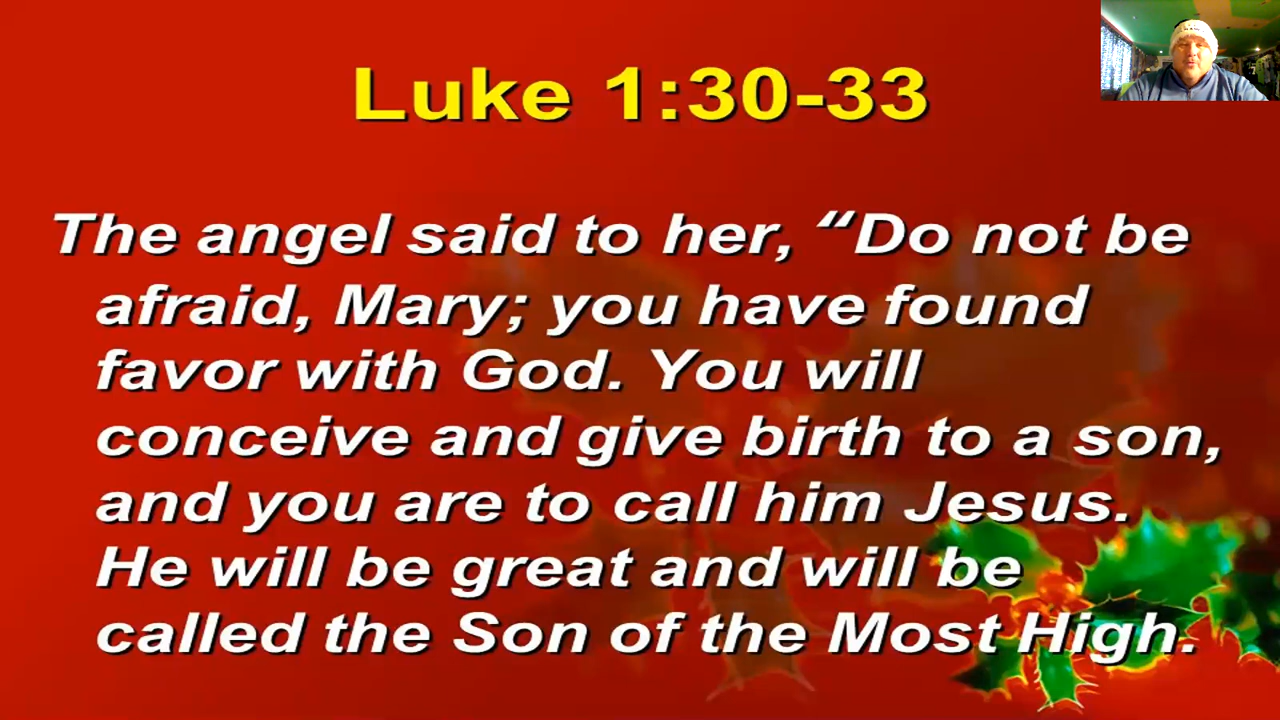 Luke 1:30-33
The angel said to her, “Do not be
afraid, Mary; you have found
favor with God. You will
conceive and give birth to a son,
and you are to call him Jesus.
He will be great and will be
called the Son of the Most High.